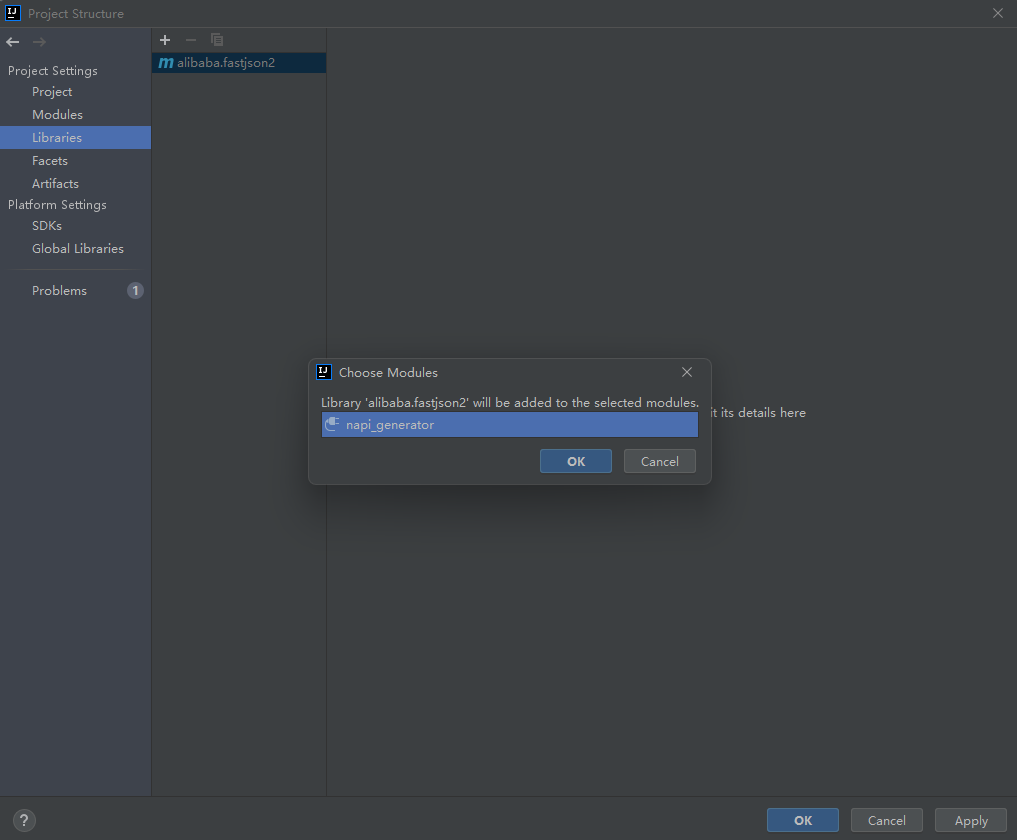 Project Structure
Project Settings
Project
Modules
Libraries
Facets
Artifacts
Platform Settings
SDKs
Global Libraries
Problems
1
m alibaba.fastjson2
it its details here
IJ Choose Modules
Library 'alibaba.fastjson2' will be added to the selected modules.
napi_generator
OK Cancel
? OK Cancel Apply